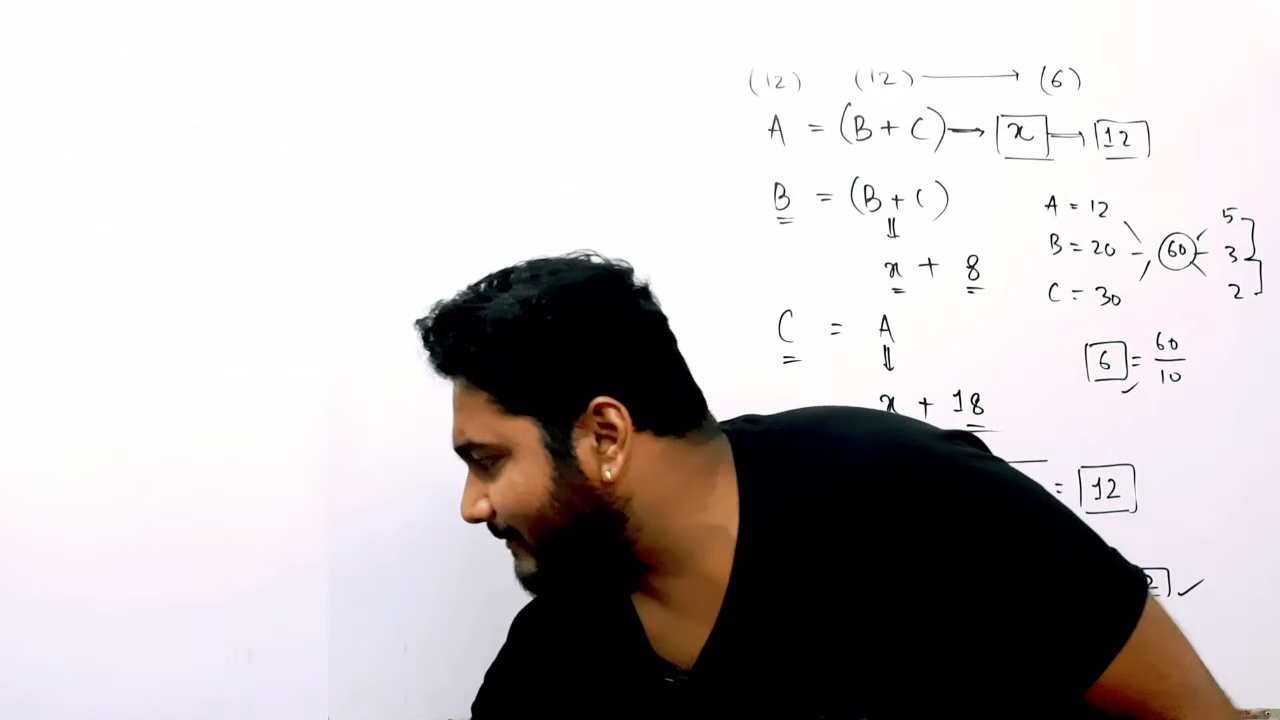 (12) (12) ⟶ (6)
A = (B + C) → x → 12
B = (B + C)
⇓
x + 8
C = A
⇓
x + 18
= 12
A = 12
B = 20
C = 30
60
5
3
2
6 = 60/10